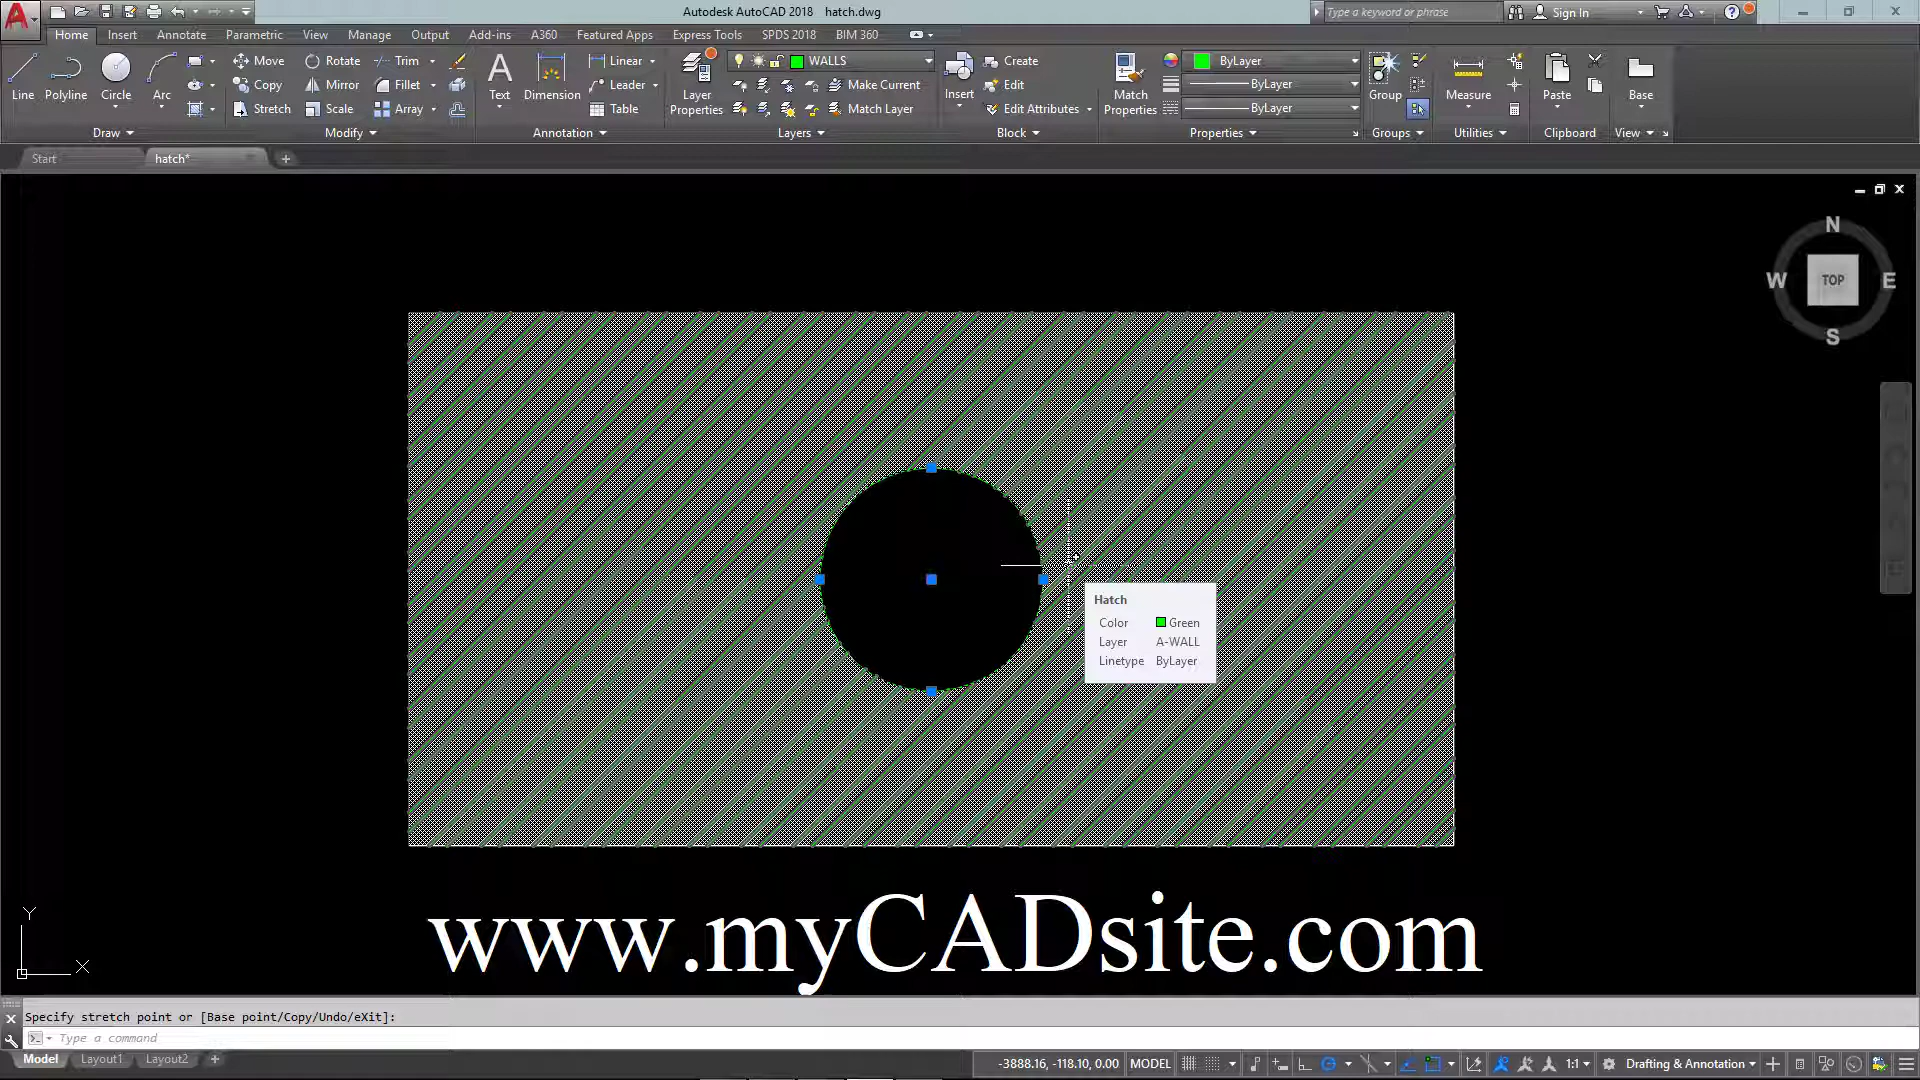 Autodesk AutoCAD 2018 hatch.dwg
Type a keyword or phrase
Sign In
Home Insert Annotate Parametric View Manage Output Add-ins A360 Featured Apps Express Tools SPDS 2018 BIM 360
Line Polyline Circle Arc
Move Rotate Trim
Copy Mirror Fillet
Stretch Scale Array
Text Dimension
Linear
Leader
Table
Layer Properties
WALLS
Make Current
Match Layer
Insert
Create
Edit
Edit Attributes
Match Properties
ByLayer
ByLayer
ByLayer
Group
Measure
Paste
Base
Draw Modify Annotation Layers Block Properties Groups Utilities Clipboard View
Start hatch*
N
W TOP E
S
Hatch
Color Green
Layer A-WALL
Linetype ByLayer
www.myCADsite.com
Y
X
Specify stretch point or [Base point/Copy/Undo/eXit]:
Type a command
Model Layout1 Layout2
-3888.16, -118.10, 0.00 MODEL 1:1 Drafting & Annotation